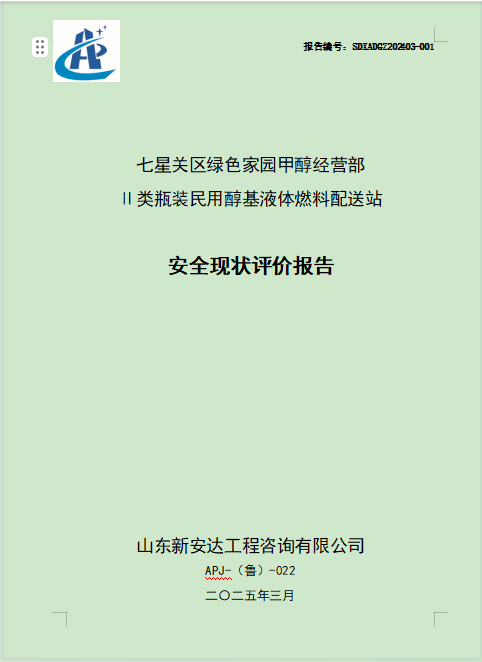 报告编号：SDXADGZ202403-001
七星关区绿色家园甲醇经营部
Ⅱ类瓶装民用醇基液体燃料配送站
安全现状评价报告
山东新安达工程咨询有限公司
APJ-（鲁）-022
二〇二五年三月